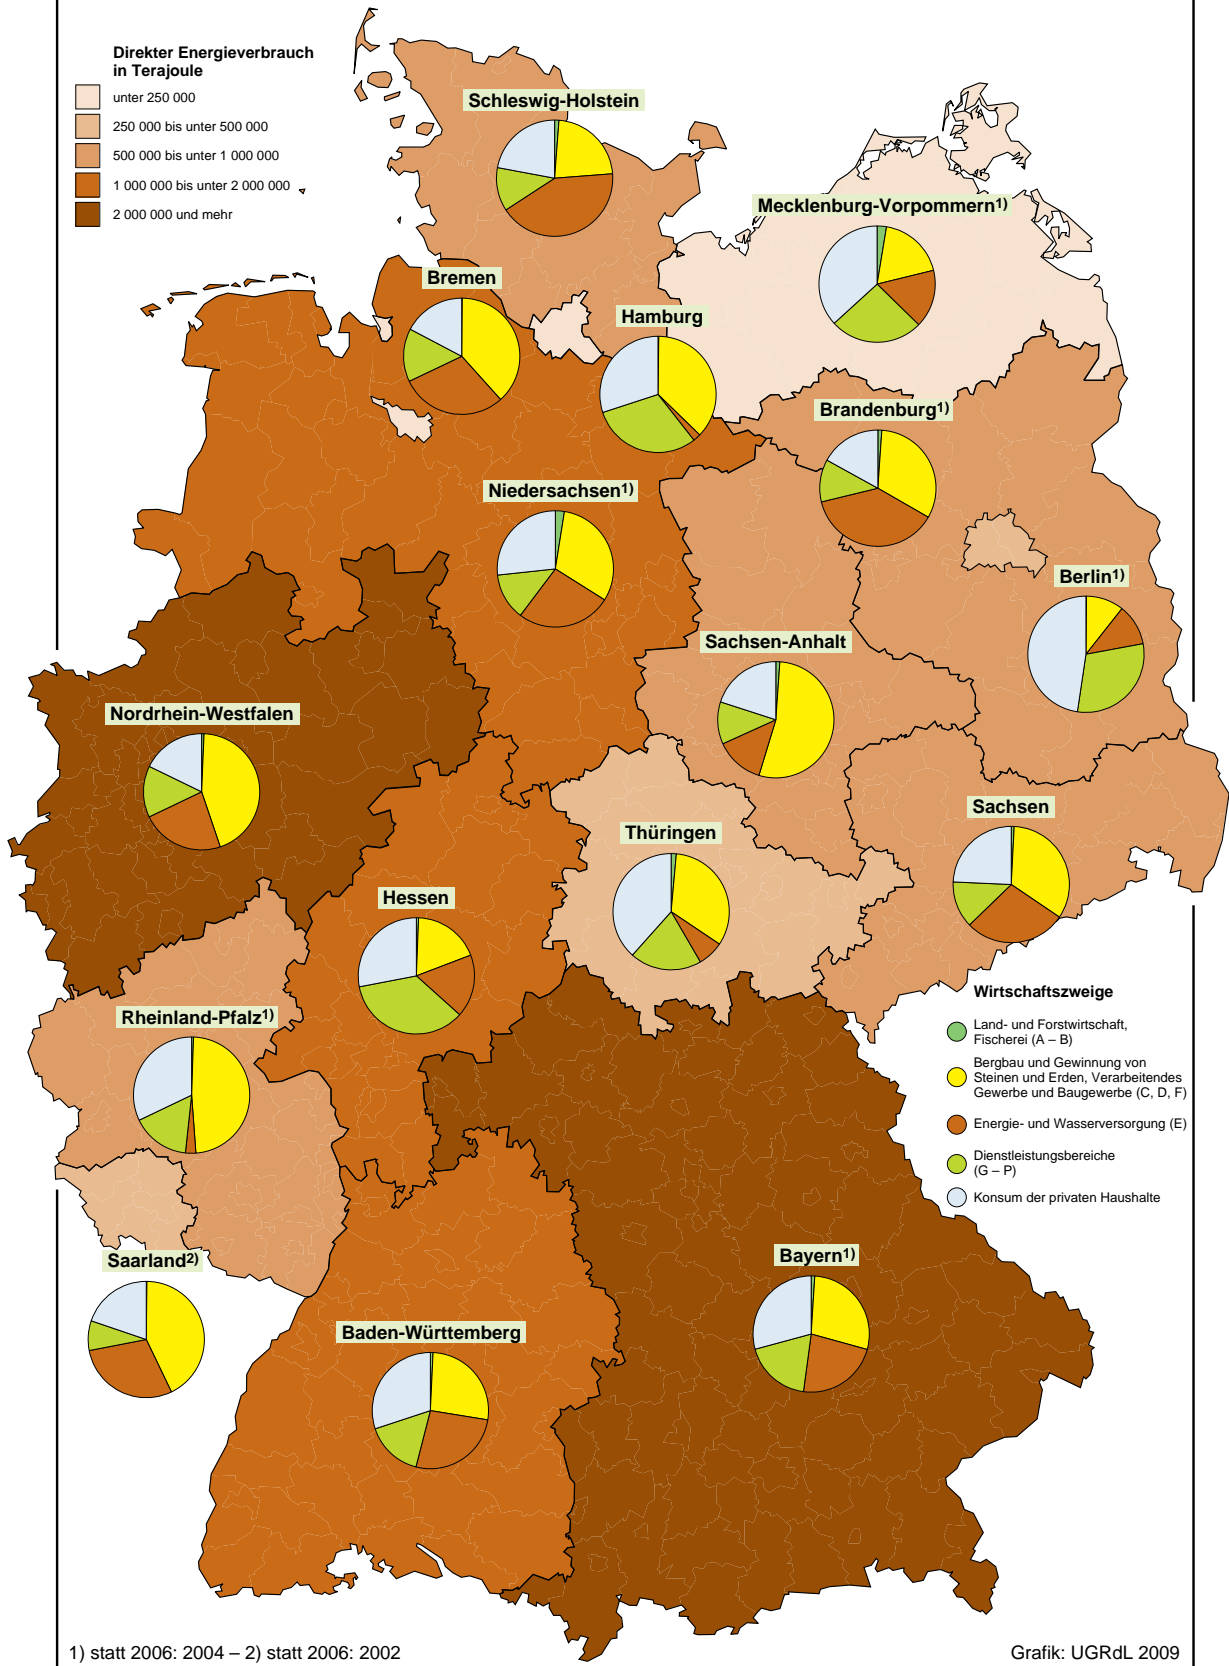 Direkter Energieverbrauch
in Terajoule
unter 250 000
250 000 bis unter 500 000
500 000 bis unter 1 000 000
1 000 000 bis unter 2 000 000
2 000 000 und mehr
Schleswig-Holstein
Mecklenburg-Vorpommern1)
Bremen
Hamburg
Brandenburg1)
Niedersachsen1)
Berlin1)
Sachsen-Anhalt
Nordrhein-Westfalen
Sachsen
Thüringen
Hessen
Rheinland-Pfalz1)
Wirtschaftszweige
Land- und Forstwirtschaft,
Fischerei (A – B)
Bergbau und Gewinnung von
Steinen und Erden, Verarbeitendes
Gewerbe und Baugewerbe (C, D, F)
Energie- und Wasserversorgung (E)
Dienstleistungsbereiche
(G – P)
Konsum der privaten Haushalte
Saarland2)
Bayern1)
Baden-Württemberg
1) statt 2006: 2004 – 2) statt 2006: 2002
Grafik: UGRdL 2009